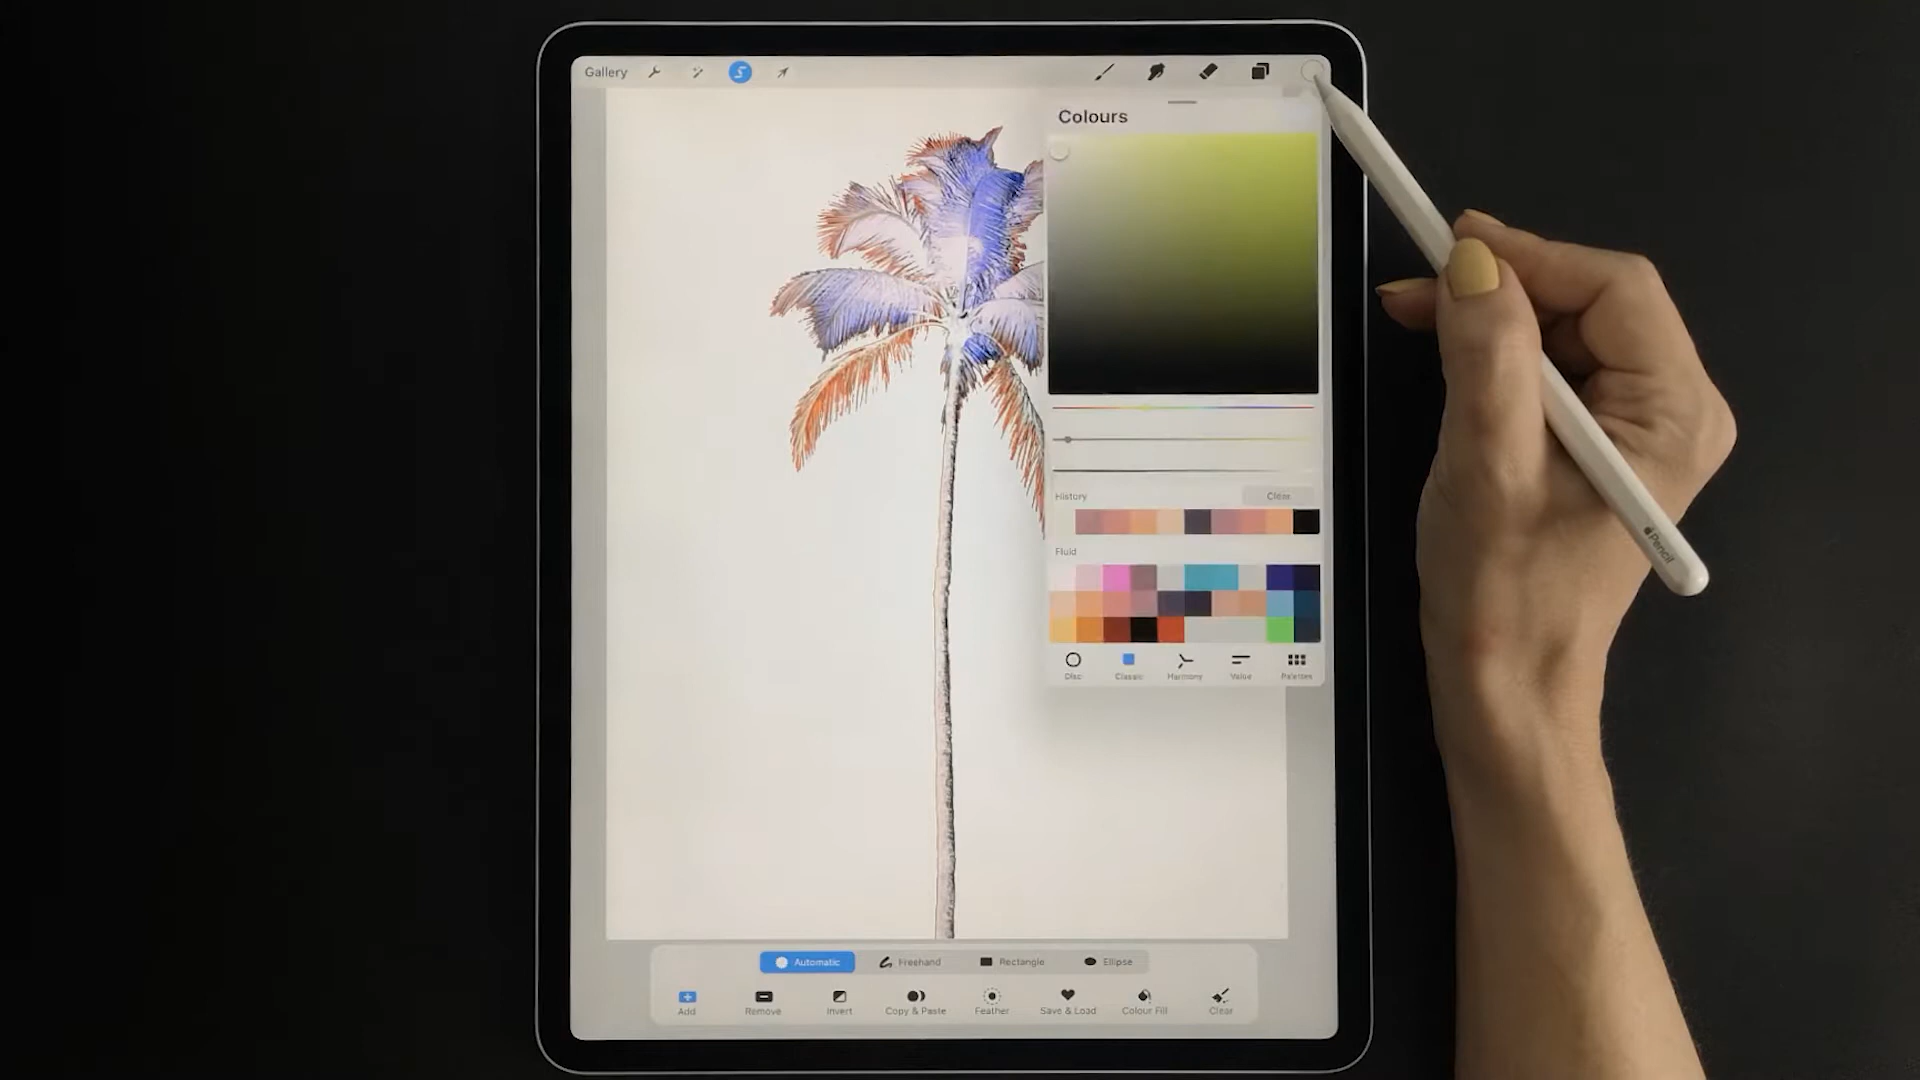 Gallery
Colours
History
Clear
Fluid
Disc
Classic
Harmony
Value
Palettes
Pencil
Automatic
Freehand
Rectangle
Ellipse
Add
Remove
Invert
Copy & Paste
Feather
Save & Load
Colour Fill
Clear